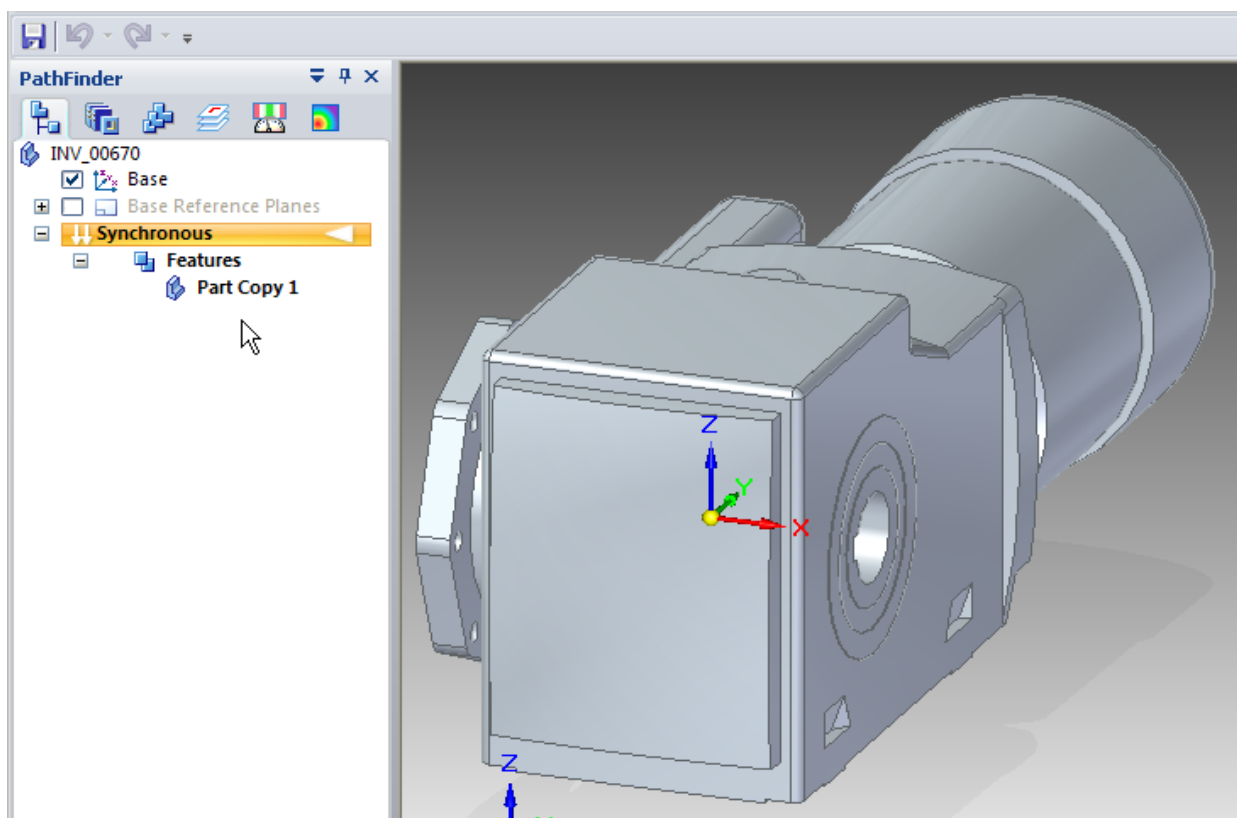 PathFinder
INV_00670
Base
Base Reference Planes
Synchronous
Features
Part Copy 1
Z
Y
X
Z